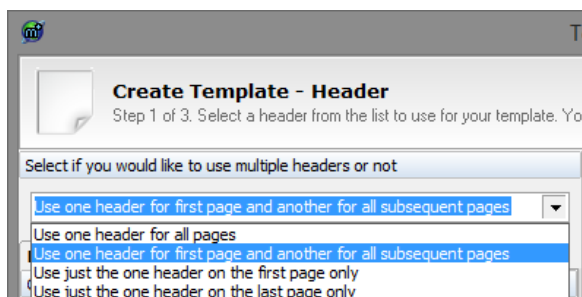 T
Create Template - Header
Step 1 of 3. Select a header from the list to use for your template. Yo
Select if you would like to use multiple headers or not
Use one header for first page and another for all subsequent pages
Use one header for all pages
Use one header for first page and another for all subsequent pages
Use just the one header on the first page only
Use just the one header on the last page only